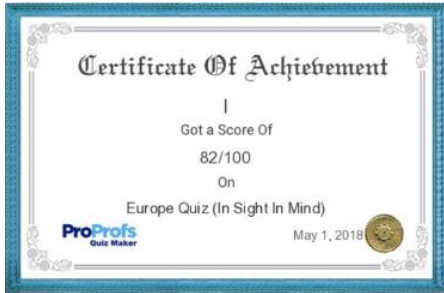 Certificate Of Achievement
I
Got a Score Of
82/100
On
Europe Quiz (In Sight In Mind)
ProProfs
Quiz Maker
May 1, 2018